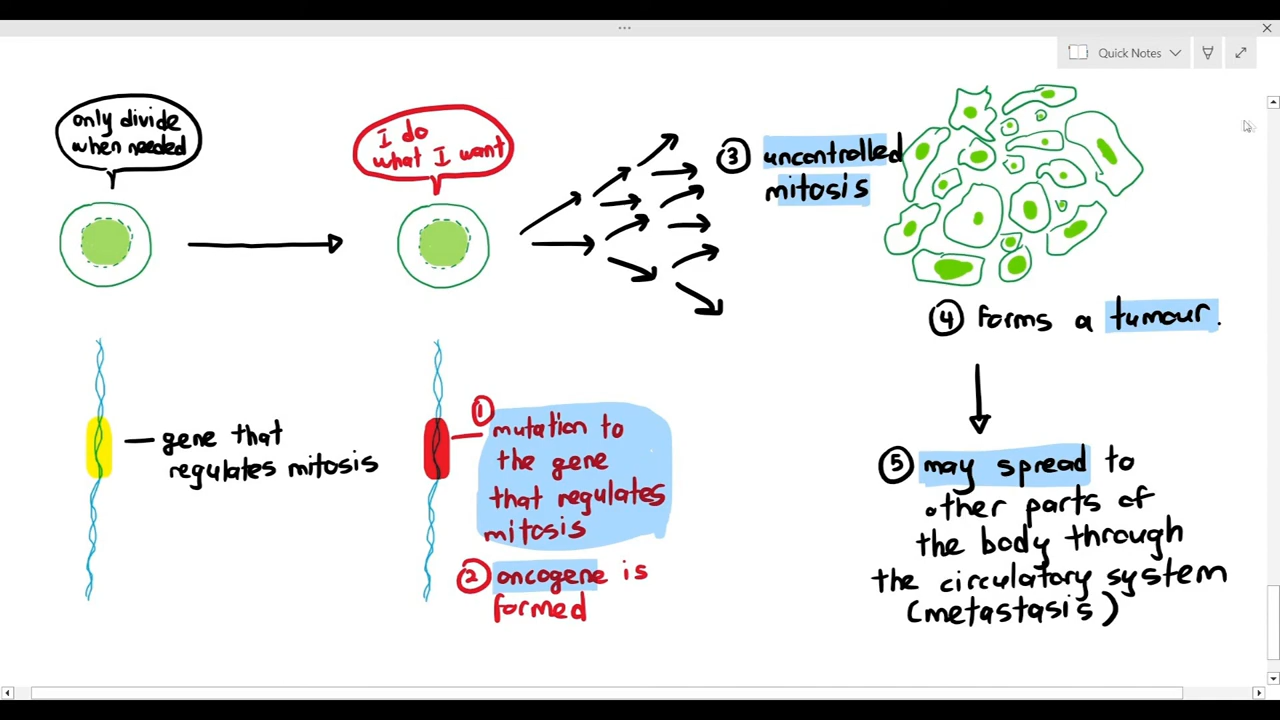 Quick Notes
only divide
when needed
I do
what I want
③ uncontrolled
mitosis
④ forms a tumour.
gene that
regulates mitosis
① mutation to
the gene
that regulates
mitosis
② oncogene is
formed
⑤ may spread to
other parts of
the body through
the circulatory system
(metastasis)